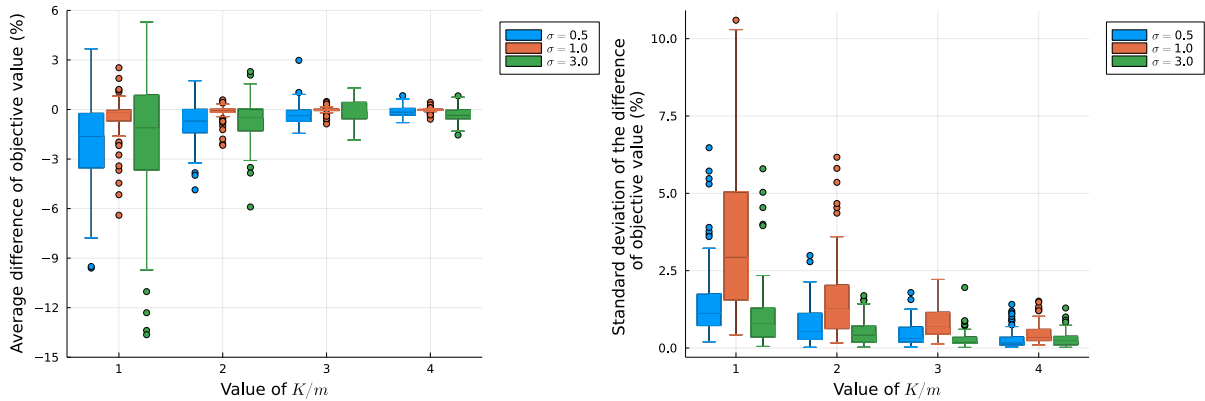 Average difference of objective value (%)
6
3
0
−3
−6
−9
−12
−15
1
2
3
4
Value of K/m
σ = 0.5
σ = 1.0
σ = 3.0
Standard deviation of the difference
of objective value (%)
10.0
7.5
5.0
2.5
0.0
1
2
3
4
Value of K/m
σ = 0.5
σ = 1.0
σ = 3.0